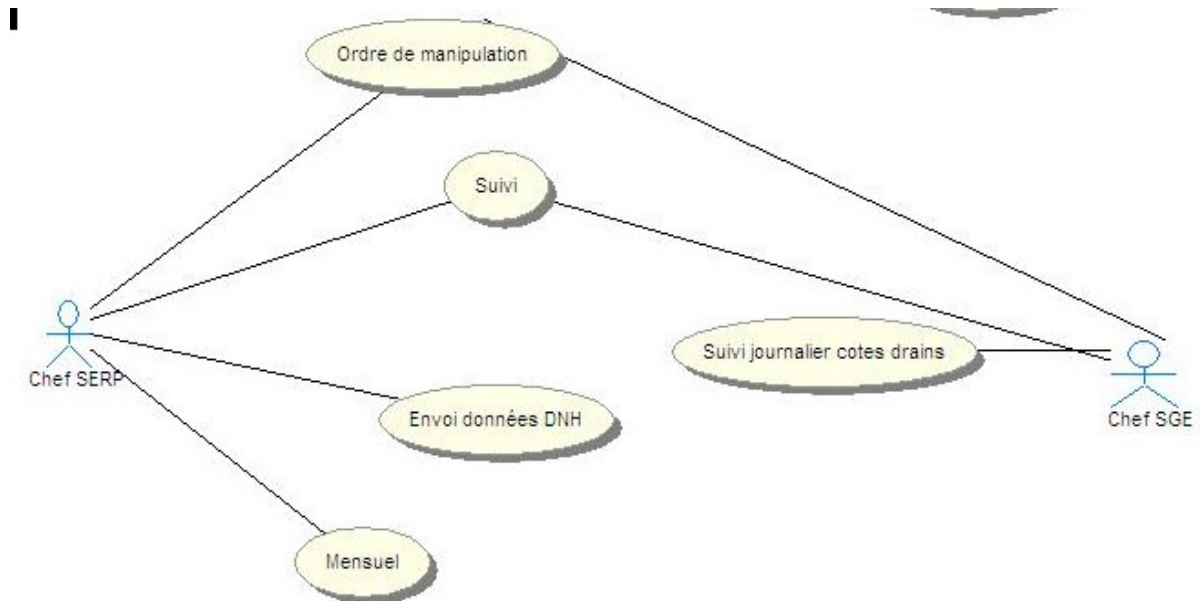 Ordre de manipulation
Suivi
Suivi journalier cotes drains
Chef SERP
Envoi données DNH
Chef SGE
Mensuel